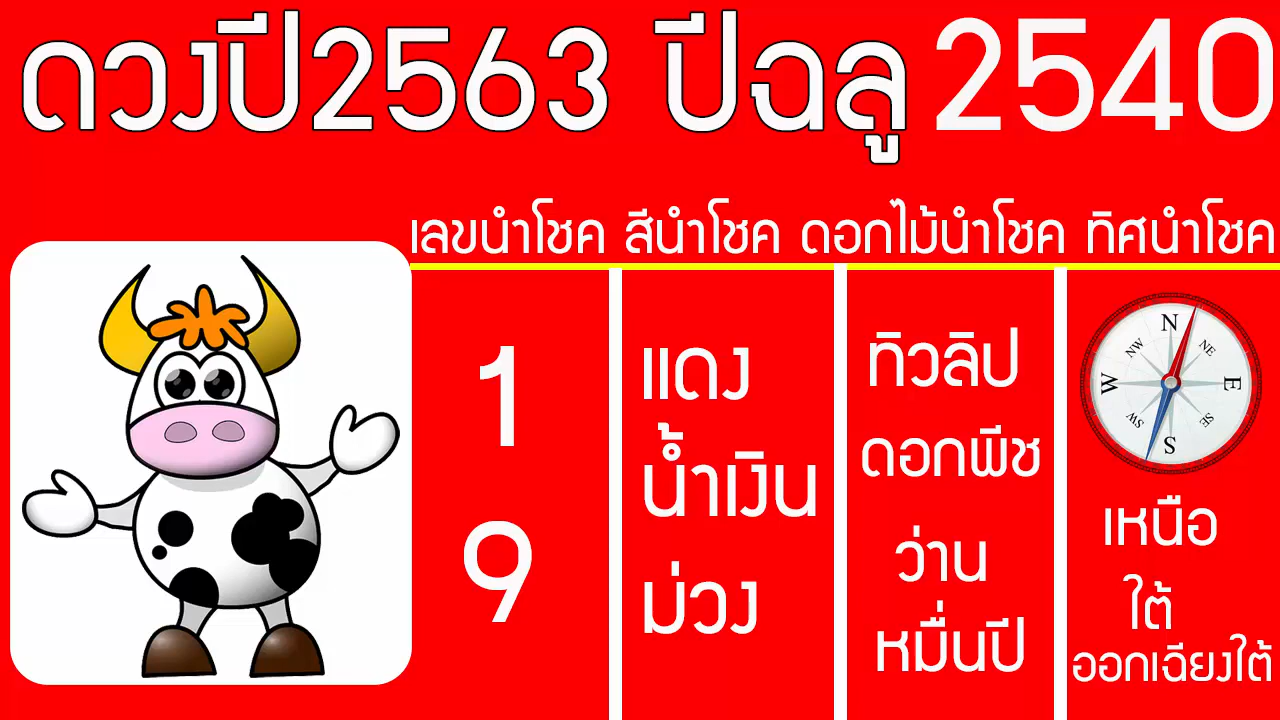 ดวงปี2563 ปีฉลู 2540
เลขนำโชค สีนำโชค ดอกไม้นำโชค ทิศนำโชค
1
9
แดง
น้ำเงิน
ม่วง
ทิวลิป
ดอกพีช
ว่าน
หมื่นปี
N
NW NE
W E
SW SE
S
เหนือ
ใต้
ออกเฉียงใต้